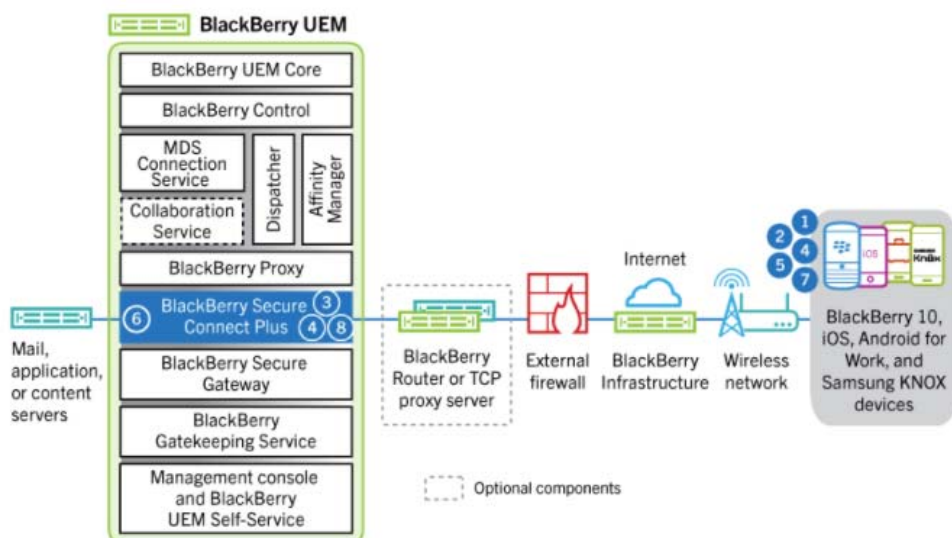 BlackBerry UEM
BlackBerry UEM Core
BlackBerry Control
MDS
Connection
Service
Collaboration
Service
Dispatcher
Affinity
Manager
BlackBerry Proxy
6
BlackBerry Secure
Connect Plus
3
4
8
BlackBerry Secure
Gateway
BlackBerry
Gatekeeping Service
Management console
and BlackBerry
UEM Self-Service
Mail,
application,
or content
servers
BlackBerry
Router or TCP
proxy server
External
firewall
Internet
BlackBerry
Infrastructure
Wireless
network
1
2
4
5
7
iOS
SAMSUNG
Knox
BlackBerry 10,
iOS, Android for
Work, and
Samsung KNOX
devices
Optional components